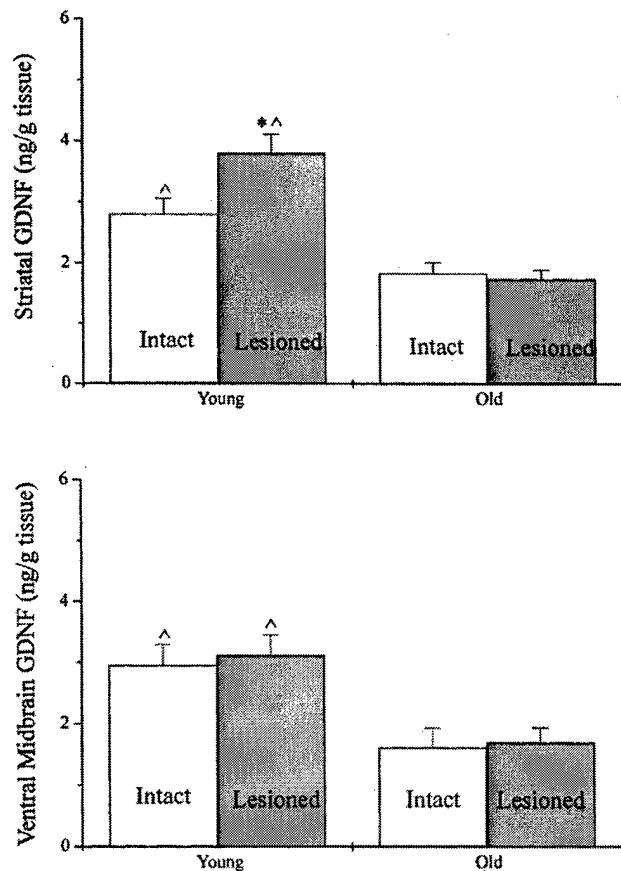 Striatal GDNF (ng/g tissue)
6
4
2
0
^
* ^
Intact
Lesioned
Intact
Lesioned
Young
Old
Ventral Midbrain GDNF (ng/g tissue)
6
4
2
0
^
^
Intact
Lesioned
Intact
Lesioned
Young
Old